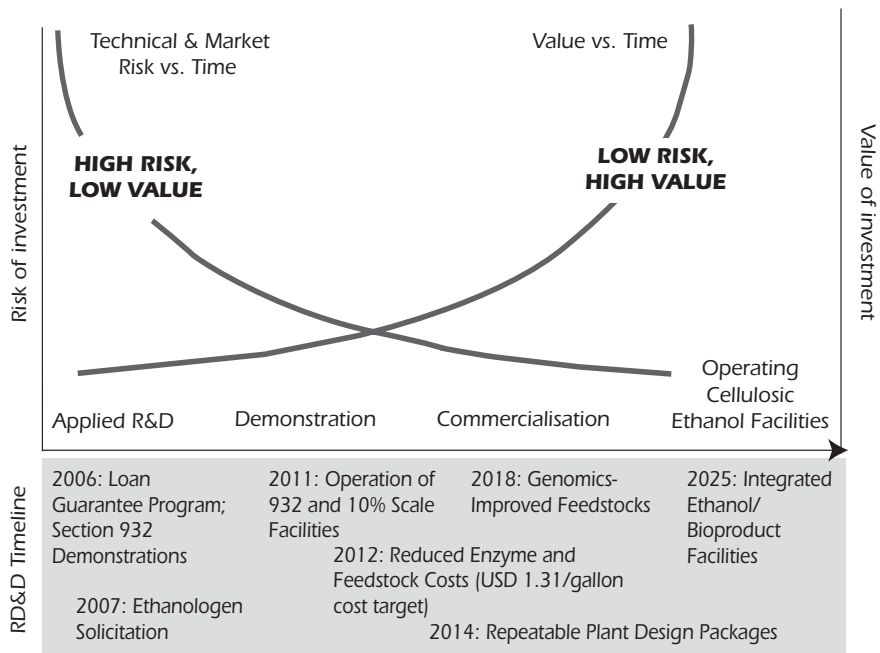 Technical & Market
Risk vs. Time
Value vs. Time
HIGH RISK,
LOW VALUE
LOW RISK,
HIGH VALUE
Risk of investment
Value of investment
Applied R&D
Demonstration
Commercialisation
Operating
Cellulosic
Ethanol Facilities
RD&D Timeline
2006: Loan
Guarantee Program;
Section 932
Demonstrations
2007: Ethanologen
Solicitation
2011: Operation of
932 and 10% Scale
Facilities
2012: Reduced Enzyme and
Feedstock Costs (USD 1.31/gallon
cost target)
2014: Repeatable Plant Design Packages
2018: Genomics-
Improved Feedstocks
2025: Integrated
Ethanol/
Bioproduct
Facilities